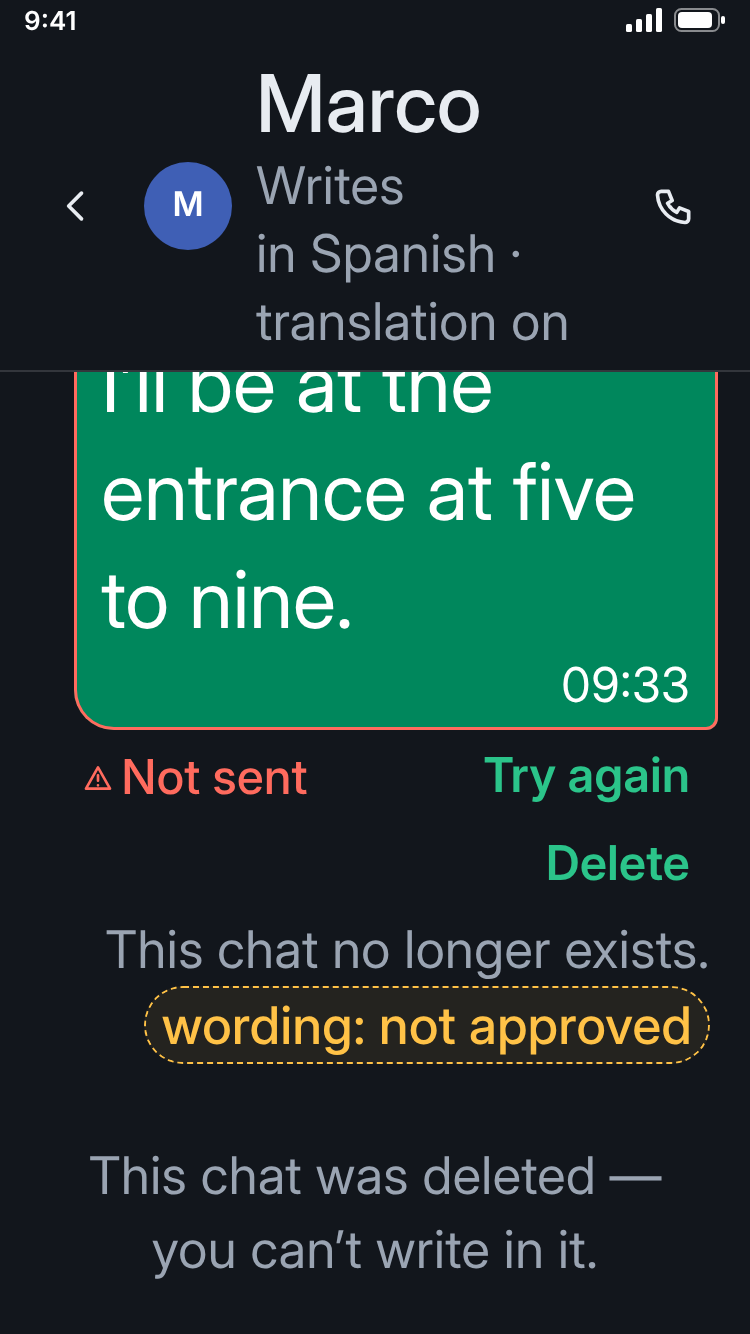 9:41
Marco
M
Writes
in Spanish ·
translation on
I'll be at the
entrance at five
to nine.
09:33
Not sent
Try again
Delete
This chat no longer exists.
wording: not approved
This chat was deleted —
you can’t write in it.